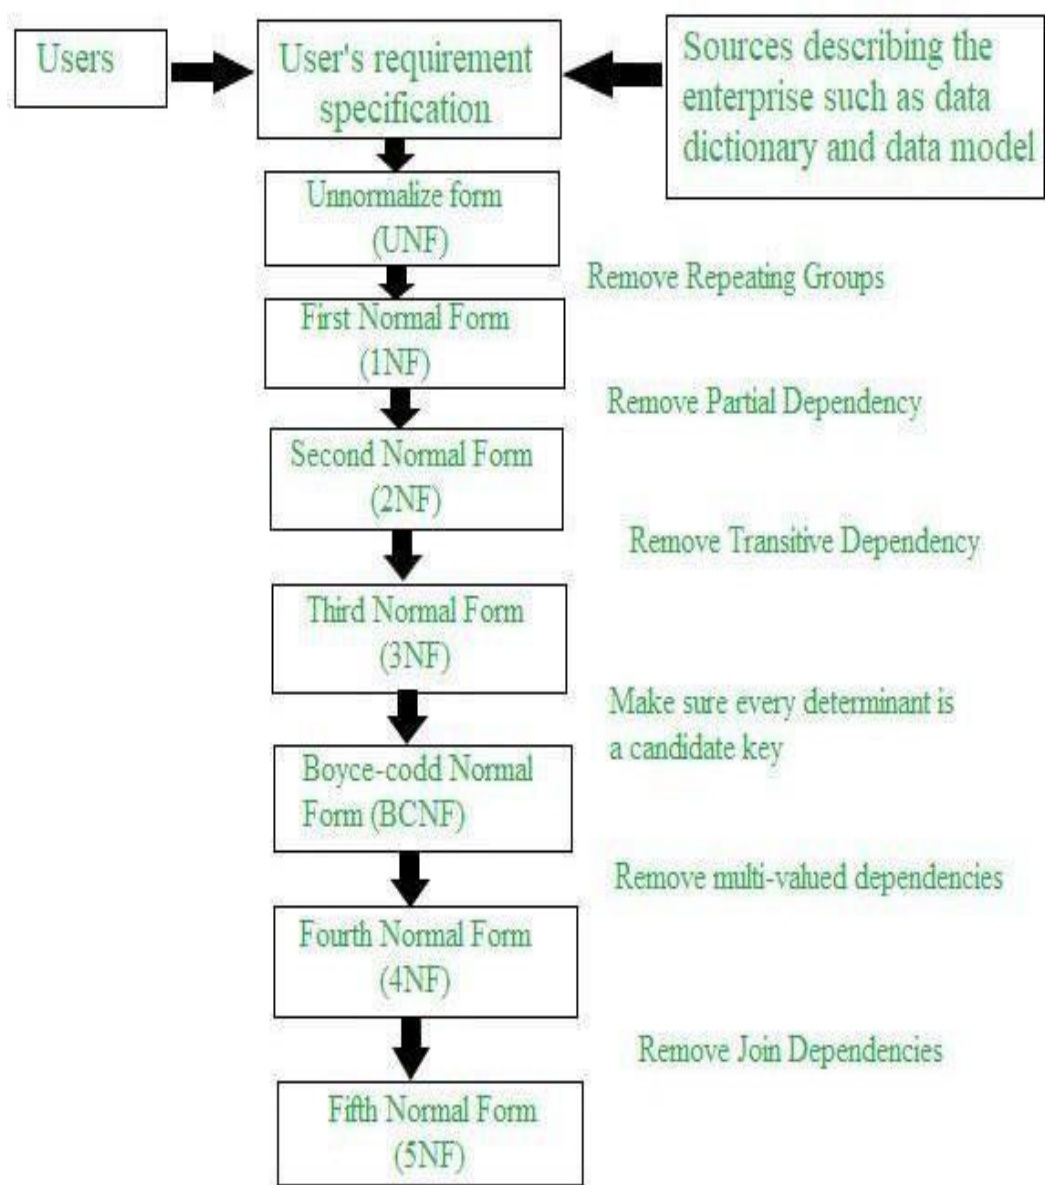 Users
User's requirement
specification
Sources describing the
enterprise such as data
dictionary and data model
Unnormalize form
(UNF)
Remove Repeating Groups
First Normal Form
(1NF)
Remove Partial Dependency
Second Normal Form
(2NF)
Remove Transitive Dependency
Third Normal Form
(3NF)
Make sure every determinant is
a candidate key
Boyce-codd Normal
Form (BCNF)
Remove multi-valued dependencies
Fourth Normal Form
(4NF)
Remove Join Dependencies
Fifth Normal Form
(5NF)